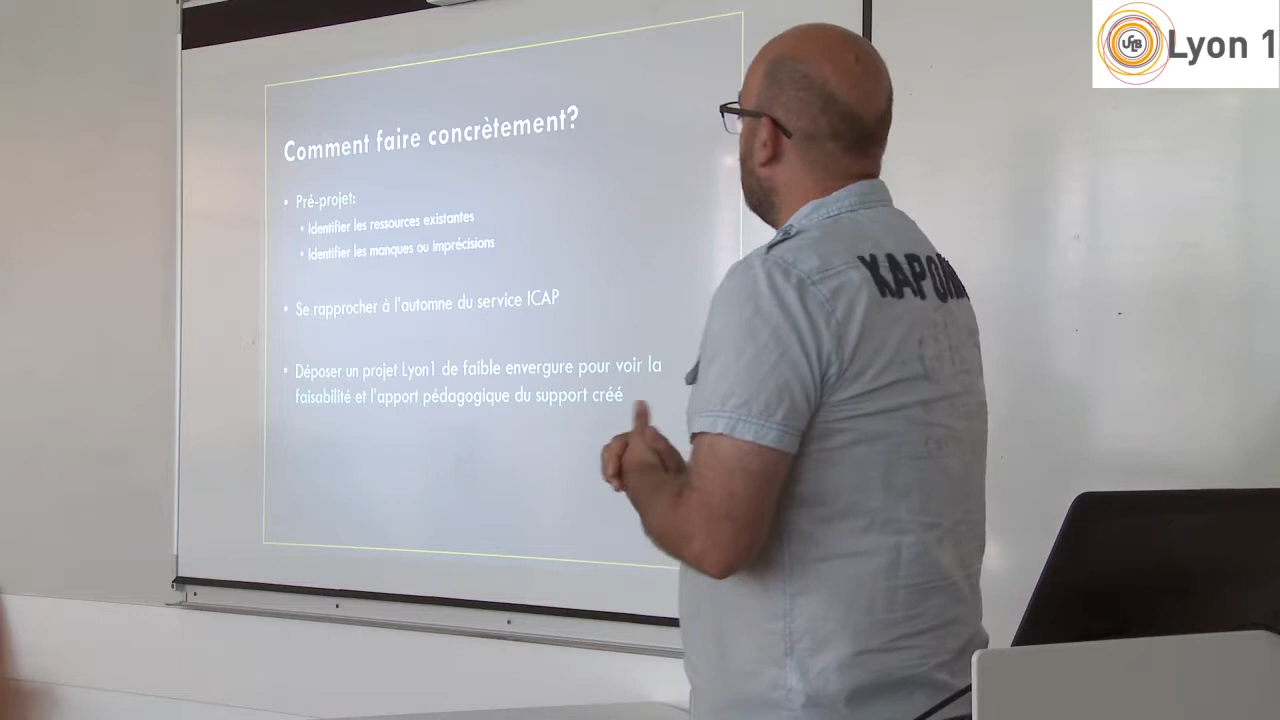 UCLB Lyon 1
Comment faire concrètement?
• Pré-projet:
• Identifier les ressources existantes
• Identifier les manques ou imprécisions
• Se rapprocher à l'automne du service ICAP
• Déposer un projet Lyon1 de faible envergure pour voir la
faisabilité et l'apport pédagogique du support créé